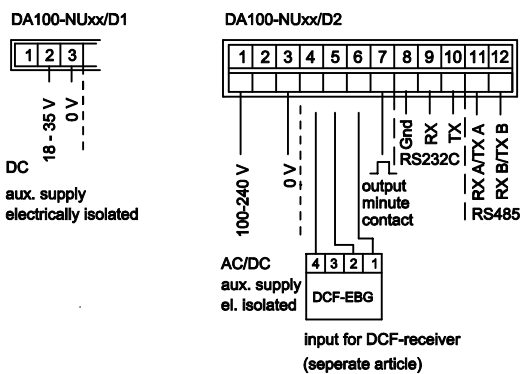 DA100-NUxx/D1
1 2 3
18 - 35 V
0 V
DC
aux. supply
electrically isolated
DA100-NUxx/D2
1 2 3 4 5 6 7 8 9 10 11 12
100-240 V
0 V
Gnd
RX
TX
RS232C
RX A/TX A
RX B/TX B
RS485
output
minute
contact
AC/DC
aux. supply
el. isolated
4 3 2 1
DCF-EBG
input for DCF-receiver
(seperate article)